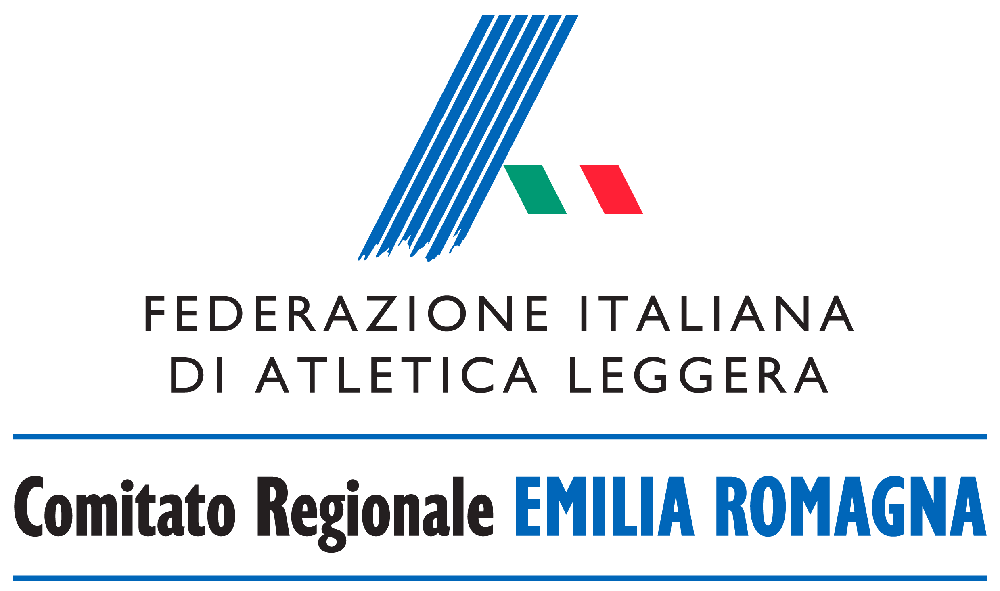 FEDERAZIONE ITALIANA
DI ATLETICA LEGGERA
Comitato Regionale EMILIA ROMAGNA